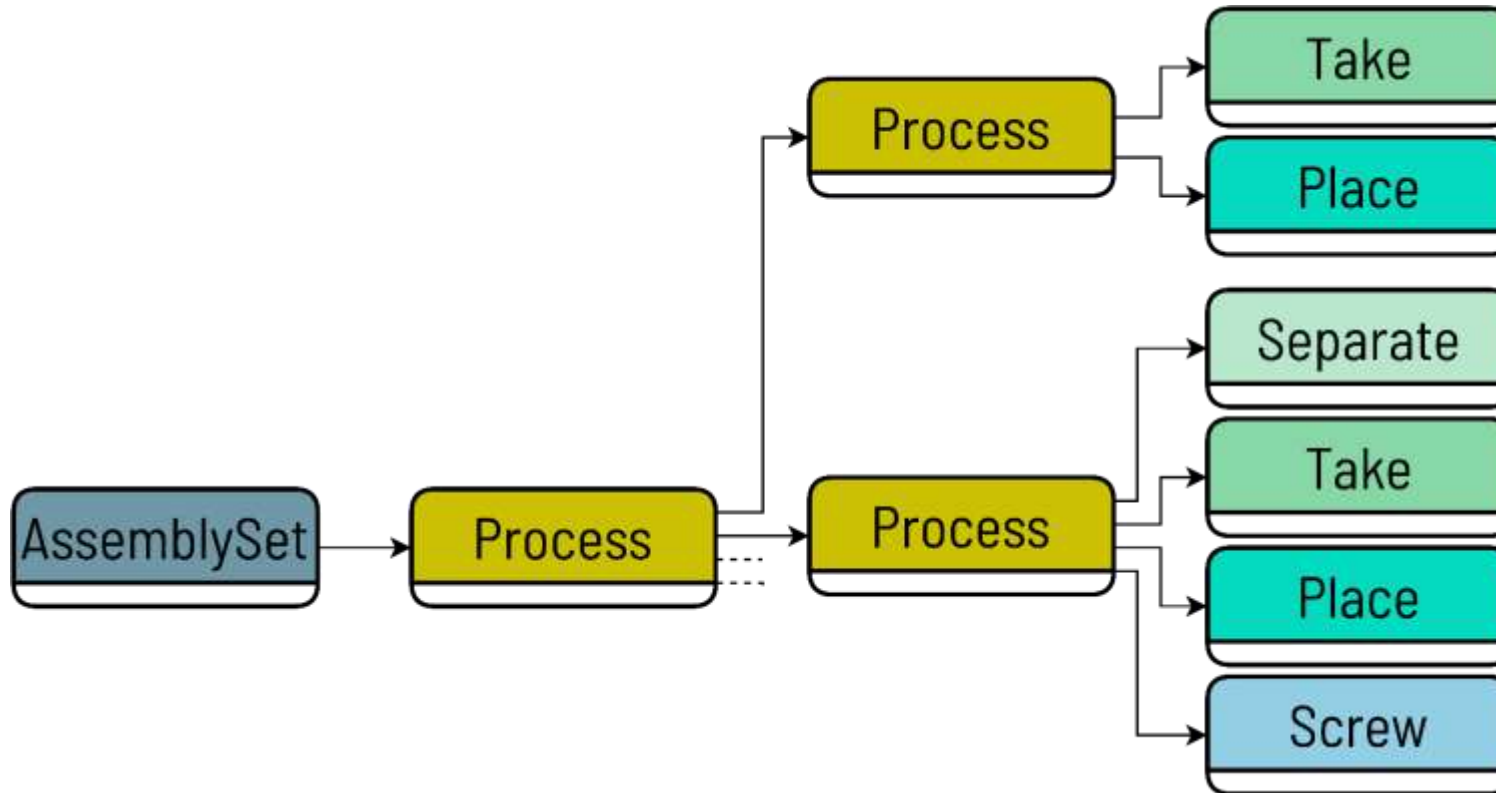 Take
Process
Place
Separate
Take
AssemblySet
Process
Process
Place
Screw